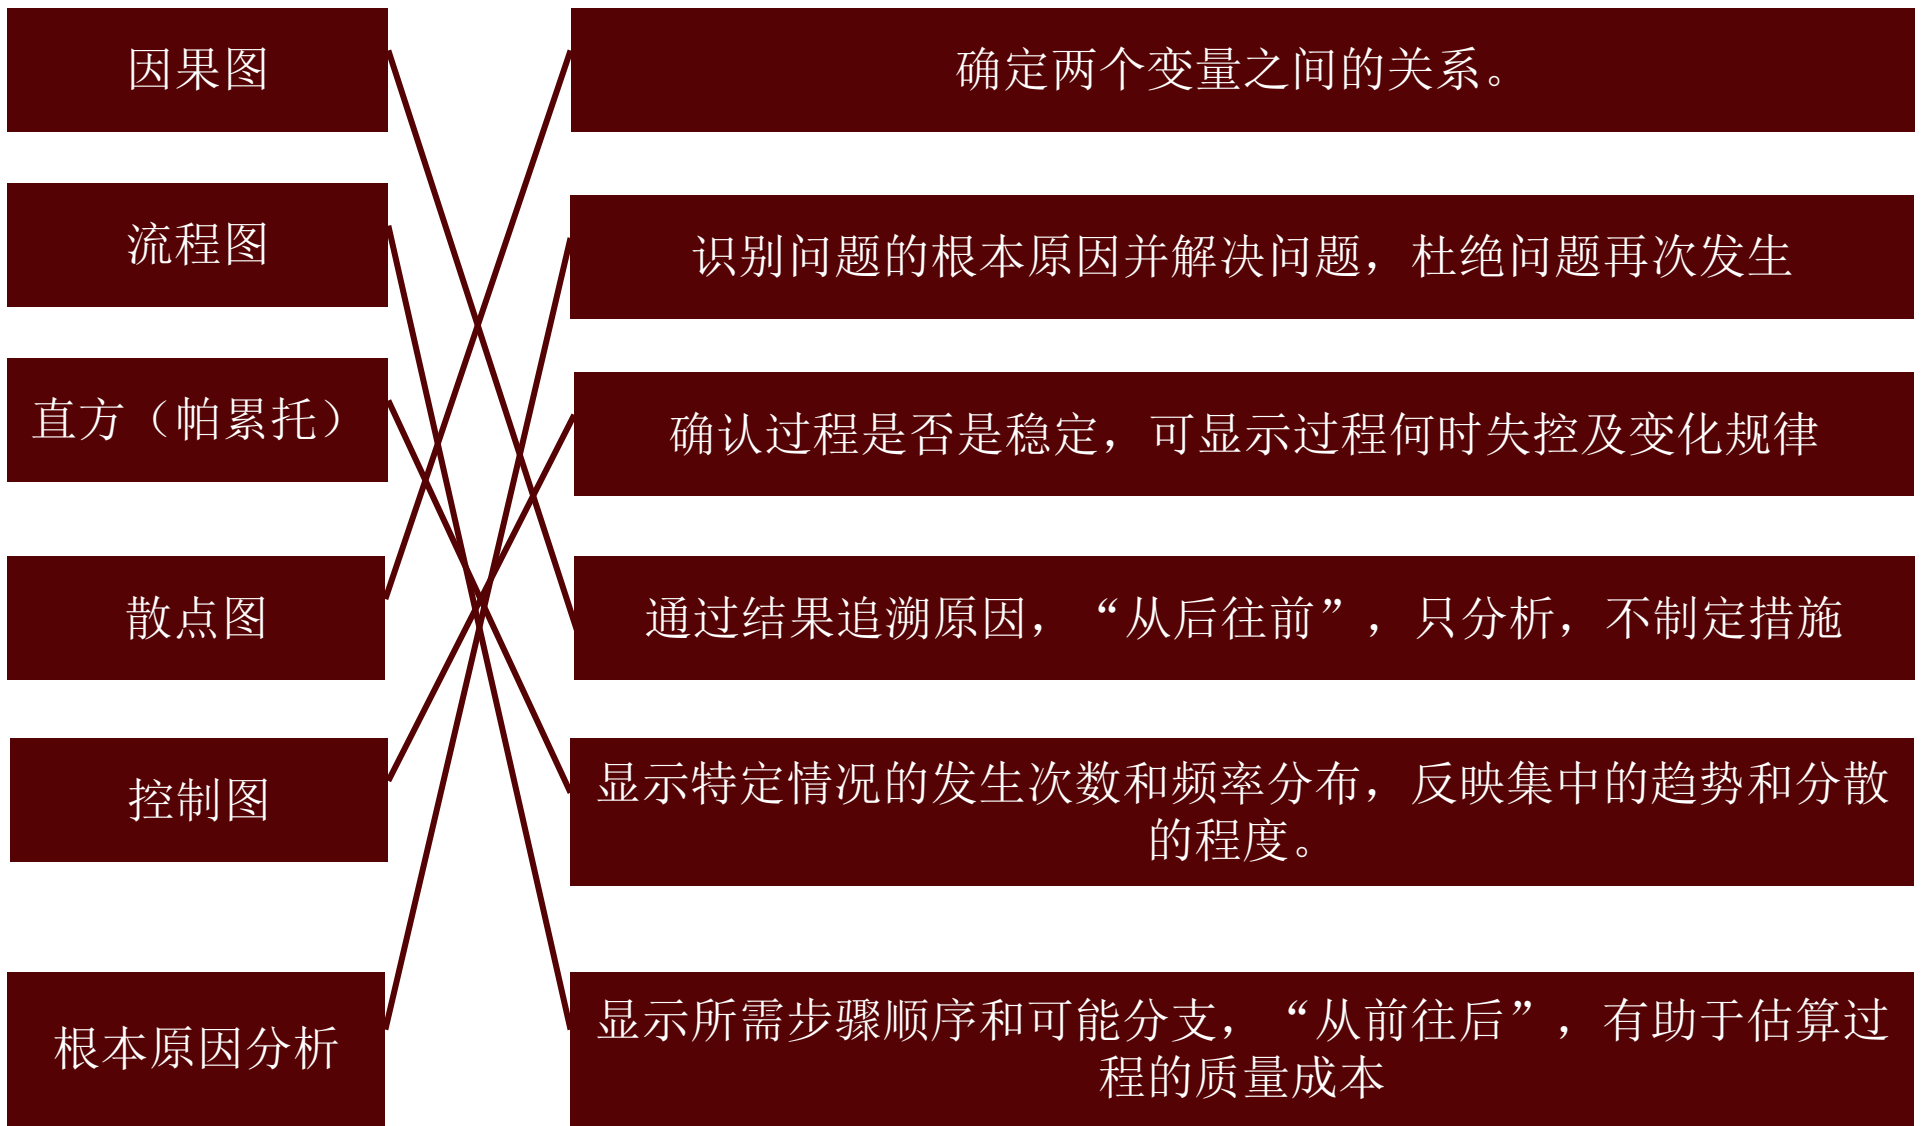 因果图
确定两个变量之间的关系。
流程图
识别问题的根本原因并解决问题，杜绝问题再次发生
直方（帕累托）
确认过程是否是稳定，可显示过程何时失控及变化规律
散点图
通过结果追溯原因，“从后往前”，只分析，不制定措施
控制图
显示特定情况的发生次数和频率分布，反映集中的趋势和分散
的程度。
根本原因分析
显示所需步骤顺序和可能分支，“从前往后”，有助于估算过
程的质量成本